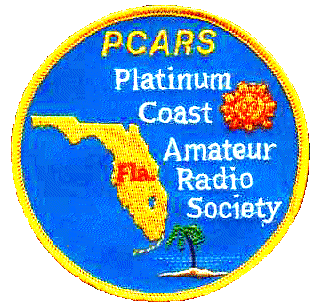 PCARS
Platinum
Coast
Amateur
Fla.
Radio
Society